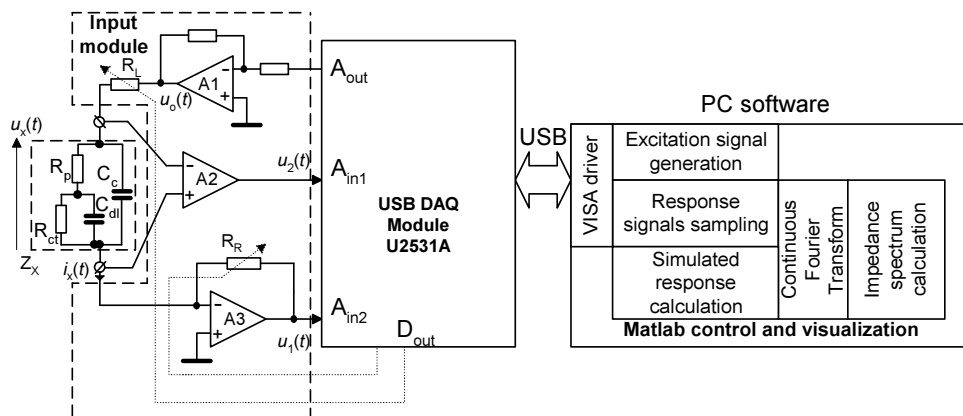 Input
module
R_L
A1
-
+
u_o(t)
A_out
u_x(t)
R_p
C_c
C_dl
R_ct
Z_X
i_x(t)
A2
-
+
u_2(t)
A_in1
R_R
A3
-
+
u_1(t)
A_in2
D_out
USB DAQ
Module
U2531A
USB
PC software
VISA driver
Excitation signal
generation
Response
signals sampling
Simulated
response
calculation
Continuous
Fourier
Transform
Impedance
spectrum
calculation
Matlab control and visualization